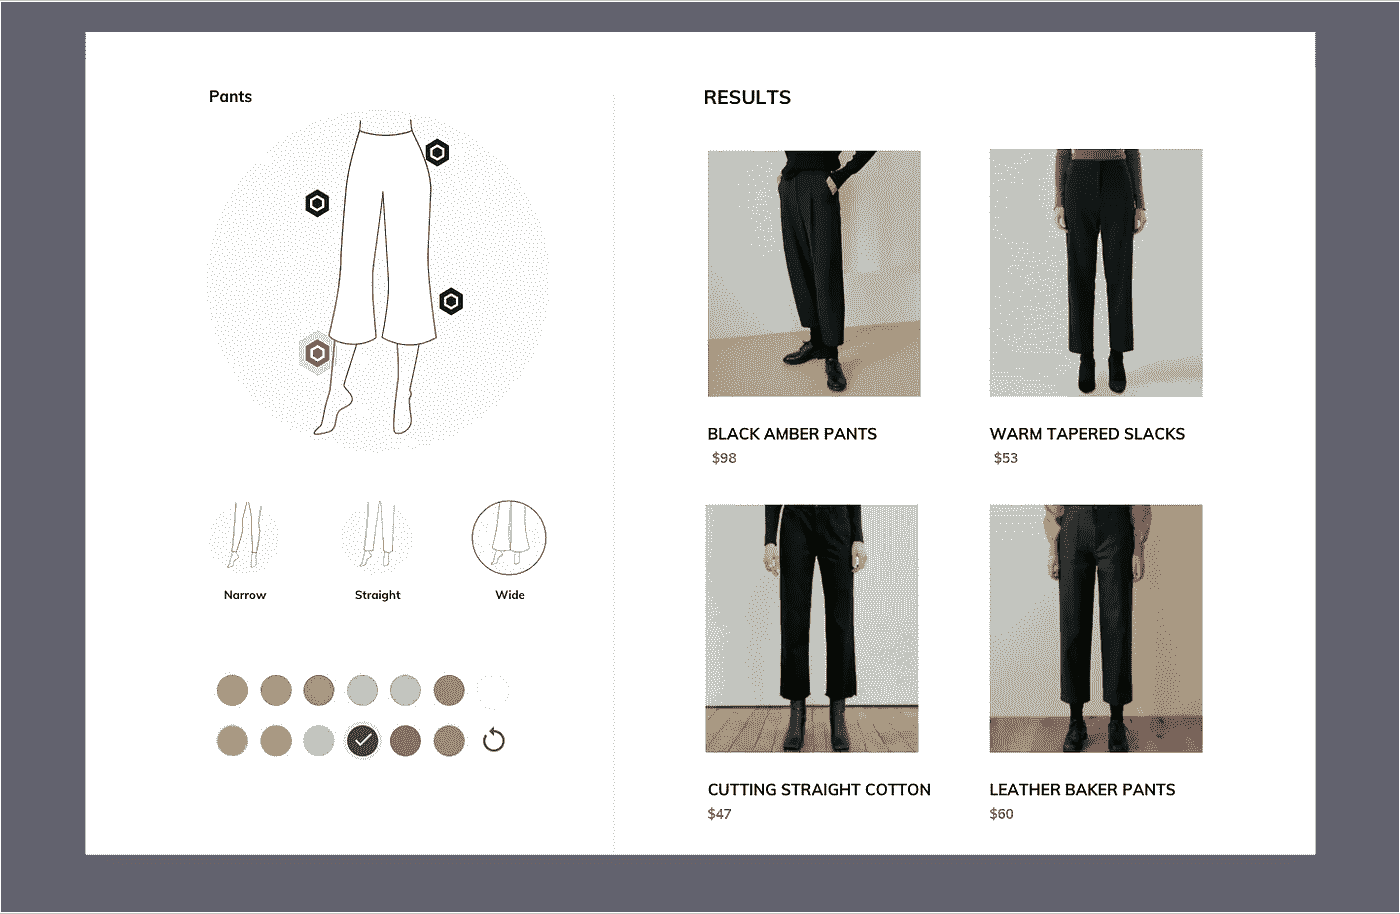 Pants
Narrow
Straight
Wide
RESULTS
BLACK AMBER PANTS
$98
WARM TAPERED SLACKS
$53
CUTTING STRAIGHT COTTON
$47
LEATHER BAKER PANTS
$60